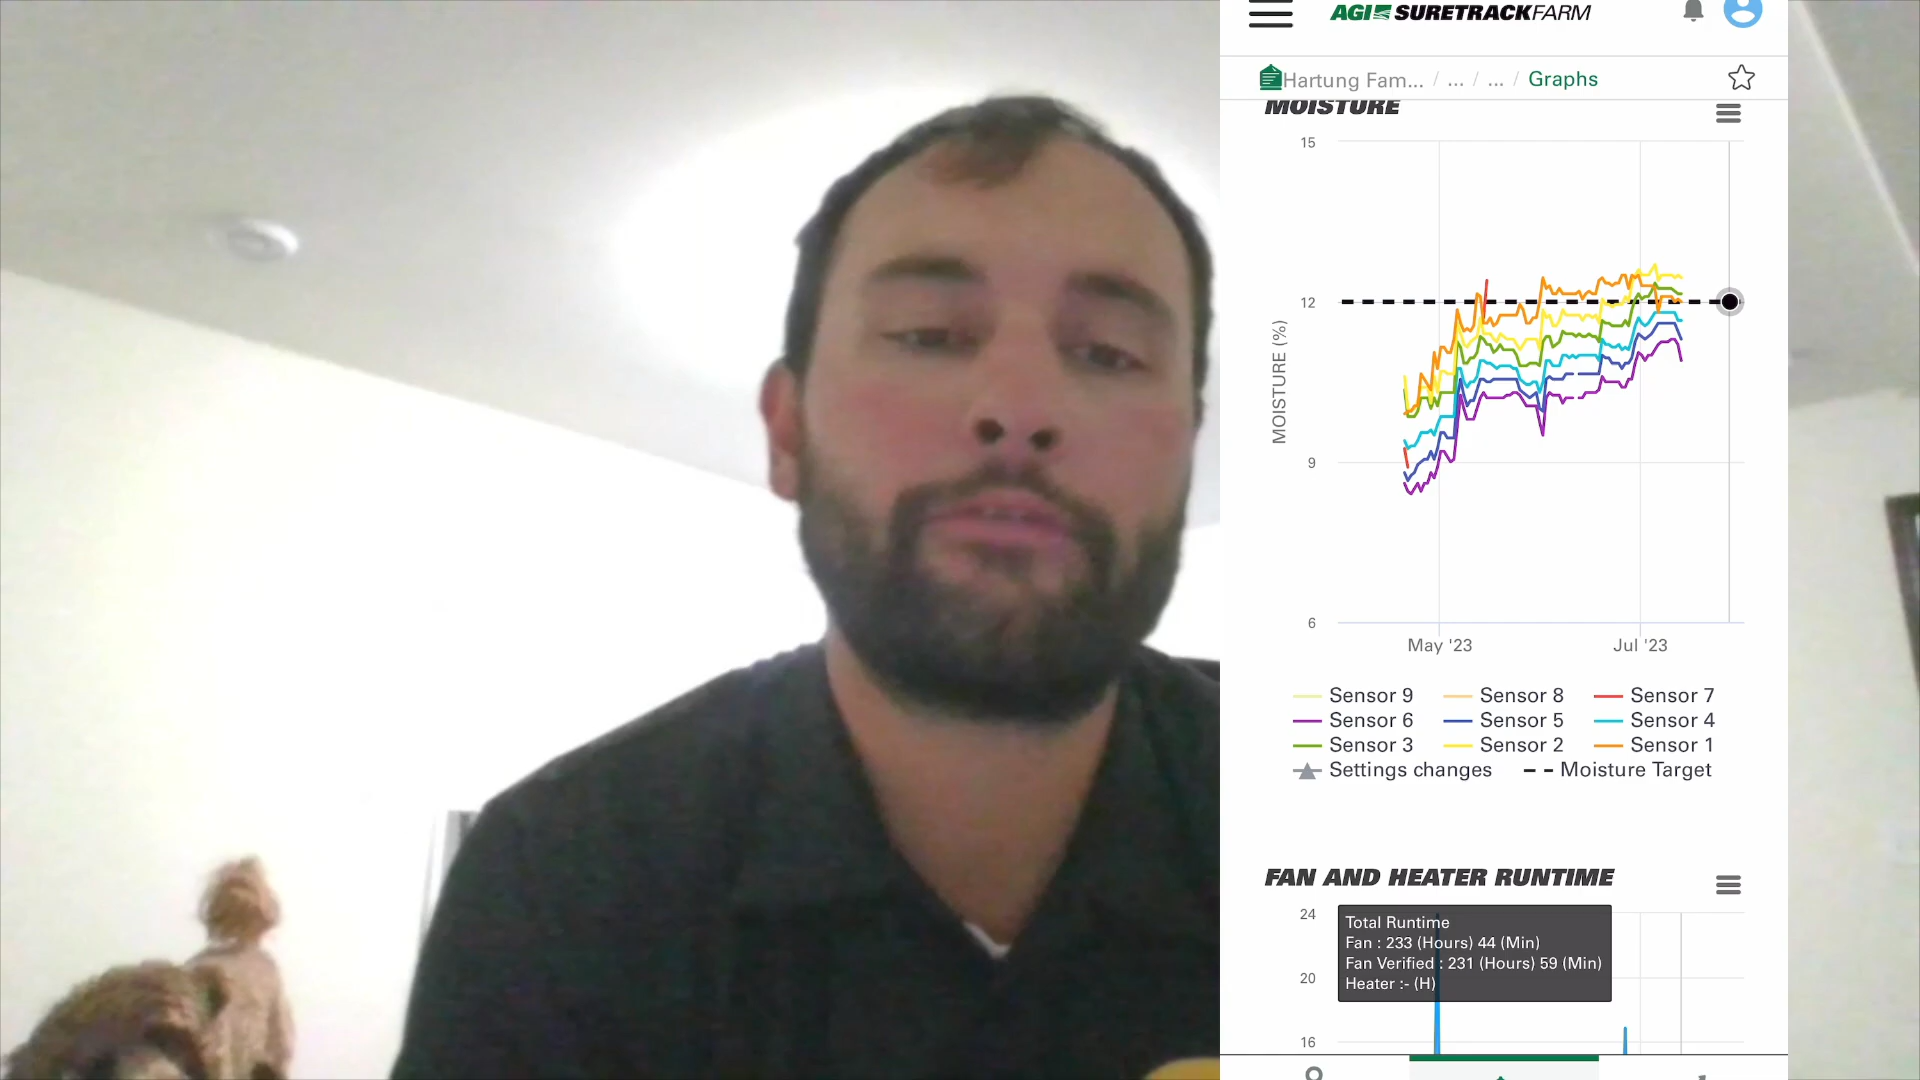 AGI SURETRACKFARM
Hartung Fam... / ... / ... / Graphs
MOISTURE
15
12
9
6
MOISTURE (%)
May '23
Jul '23
Sensor 9
Sensor 8
Sensor 7
Sensor 6
Sensor 5
Sensor 4
Sensor 3
Sensor 2
Sensor 1
Settings changes
Moisture Target
FAN AND HEATER RUNTIME
24
20
16
Total Runtime
Fan : 233 (Hours) 44 (Min)
Fan Verified : 231 (Hours) 59 (Min)
Heater :- (H)